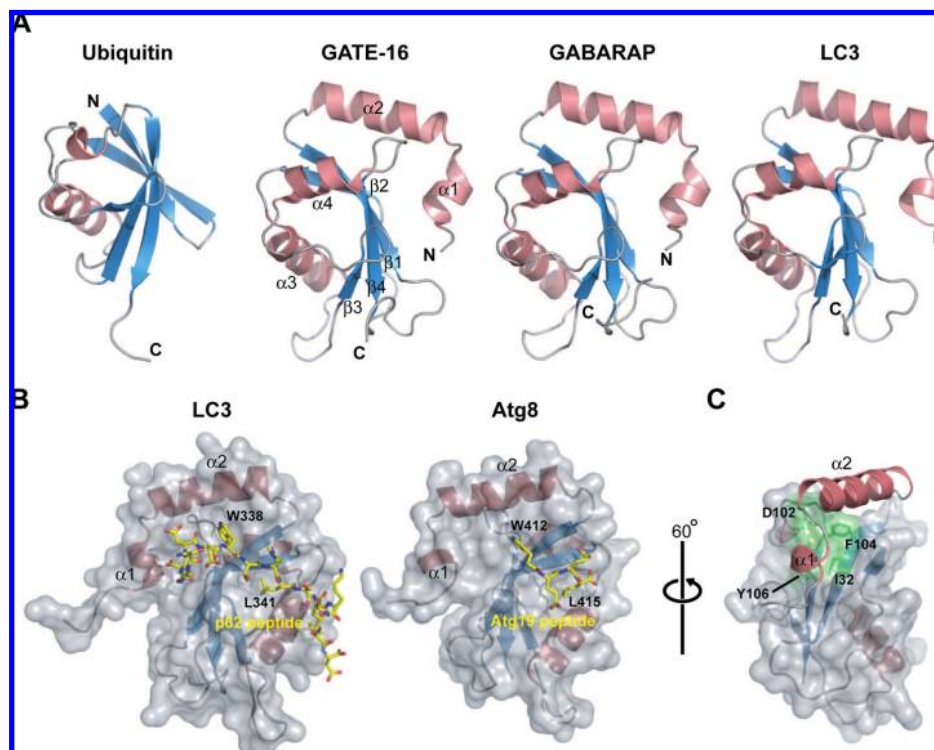 A
Ubiquitin GATE-16 GABARAP LC3
N
α2
β2
α1
α4
N N
β1
α3
β4
β3
C C C C
B C
LC3 Atg8
α2 α2 α2
W338 W412 D102
60°
F104
α1 α1 α1
I32
L341 L415 Y106
p62 peptide Atg19 peptide